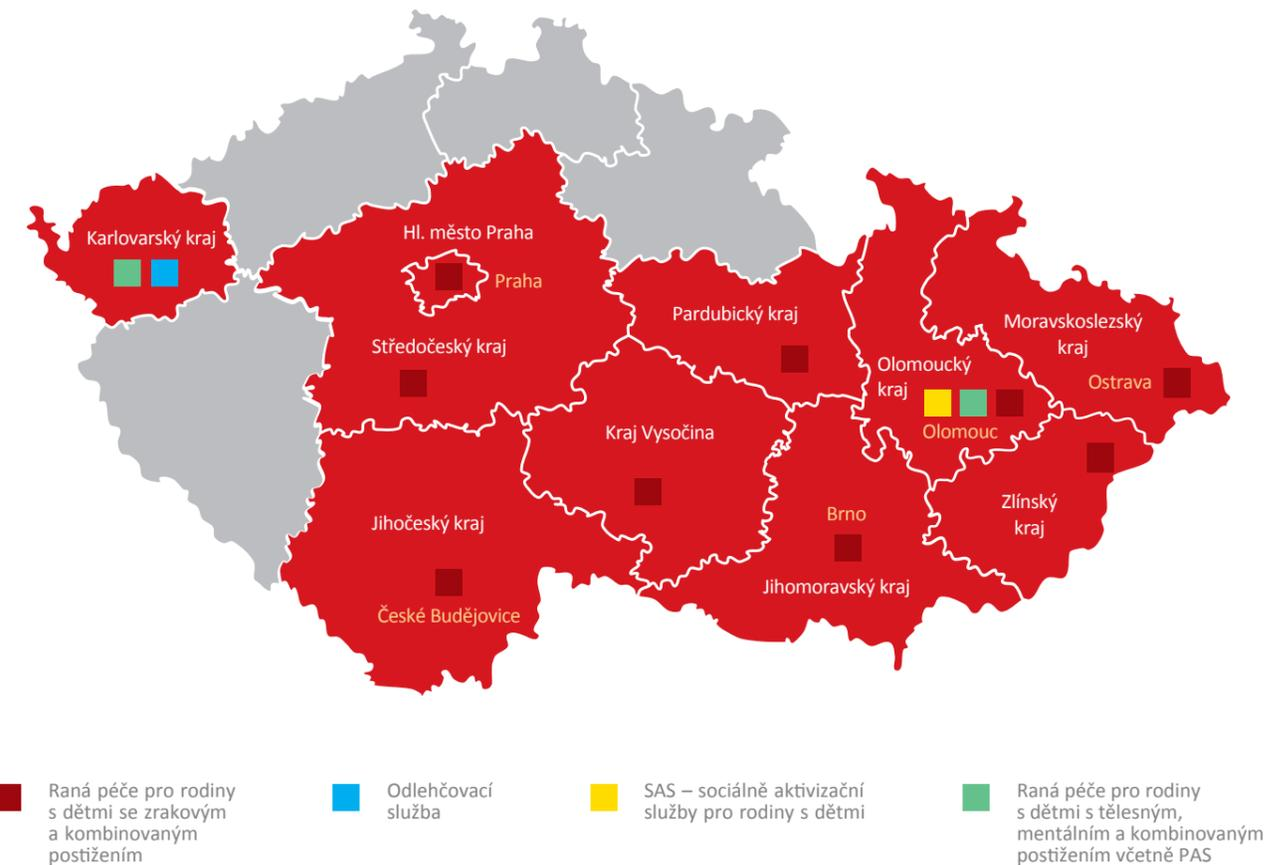 Karlovarský kraj
Hl. město Praha
Praha
Středočeský kraj
Pardubický kraj
Moravskoslezský
kraj
Olomoucký
kraj
Ostrava
Olomouc
Kraj Vysočina
Zlínský
kraj
Jihočeský kraj
Brno
Jihomoravský kraj
České Budějovice
Raná péče pro rodiny
s dětmi se zrakovým
a kombinovaným
postižením
Odlehčovací
služba
SAS – sociálně aktivizační
služby pro rodiny s dětmi
Raná péče pro rodiny
s dětmi s tělesným,
mentálním a kombinovaným
postižením včetně PAS